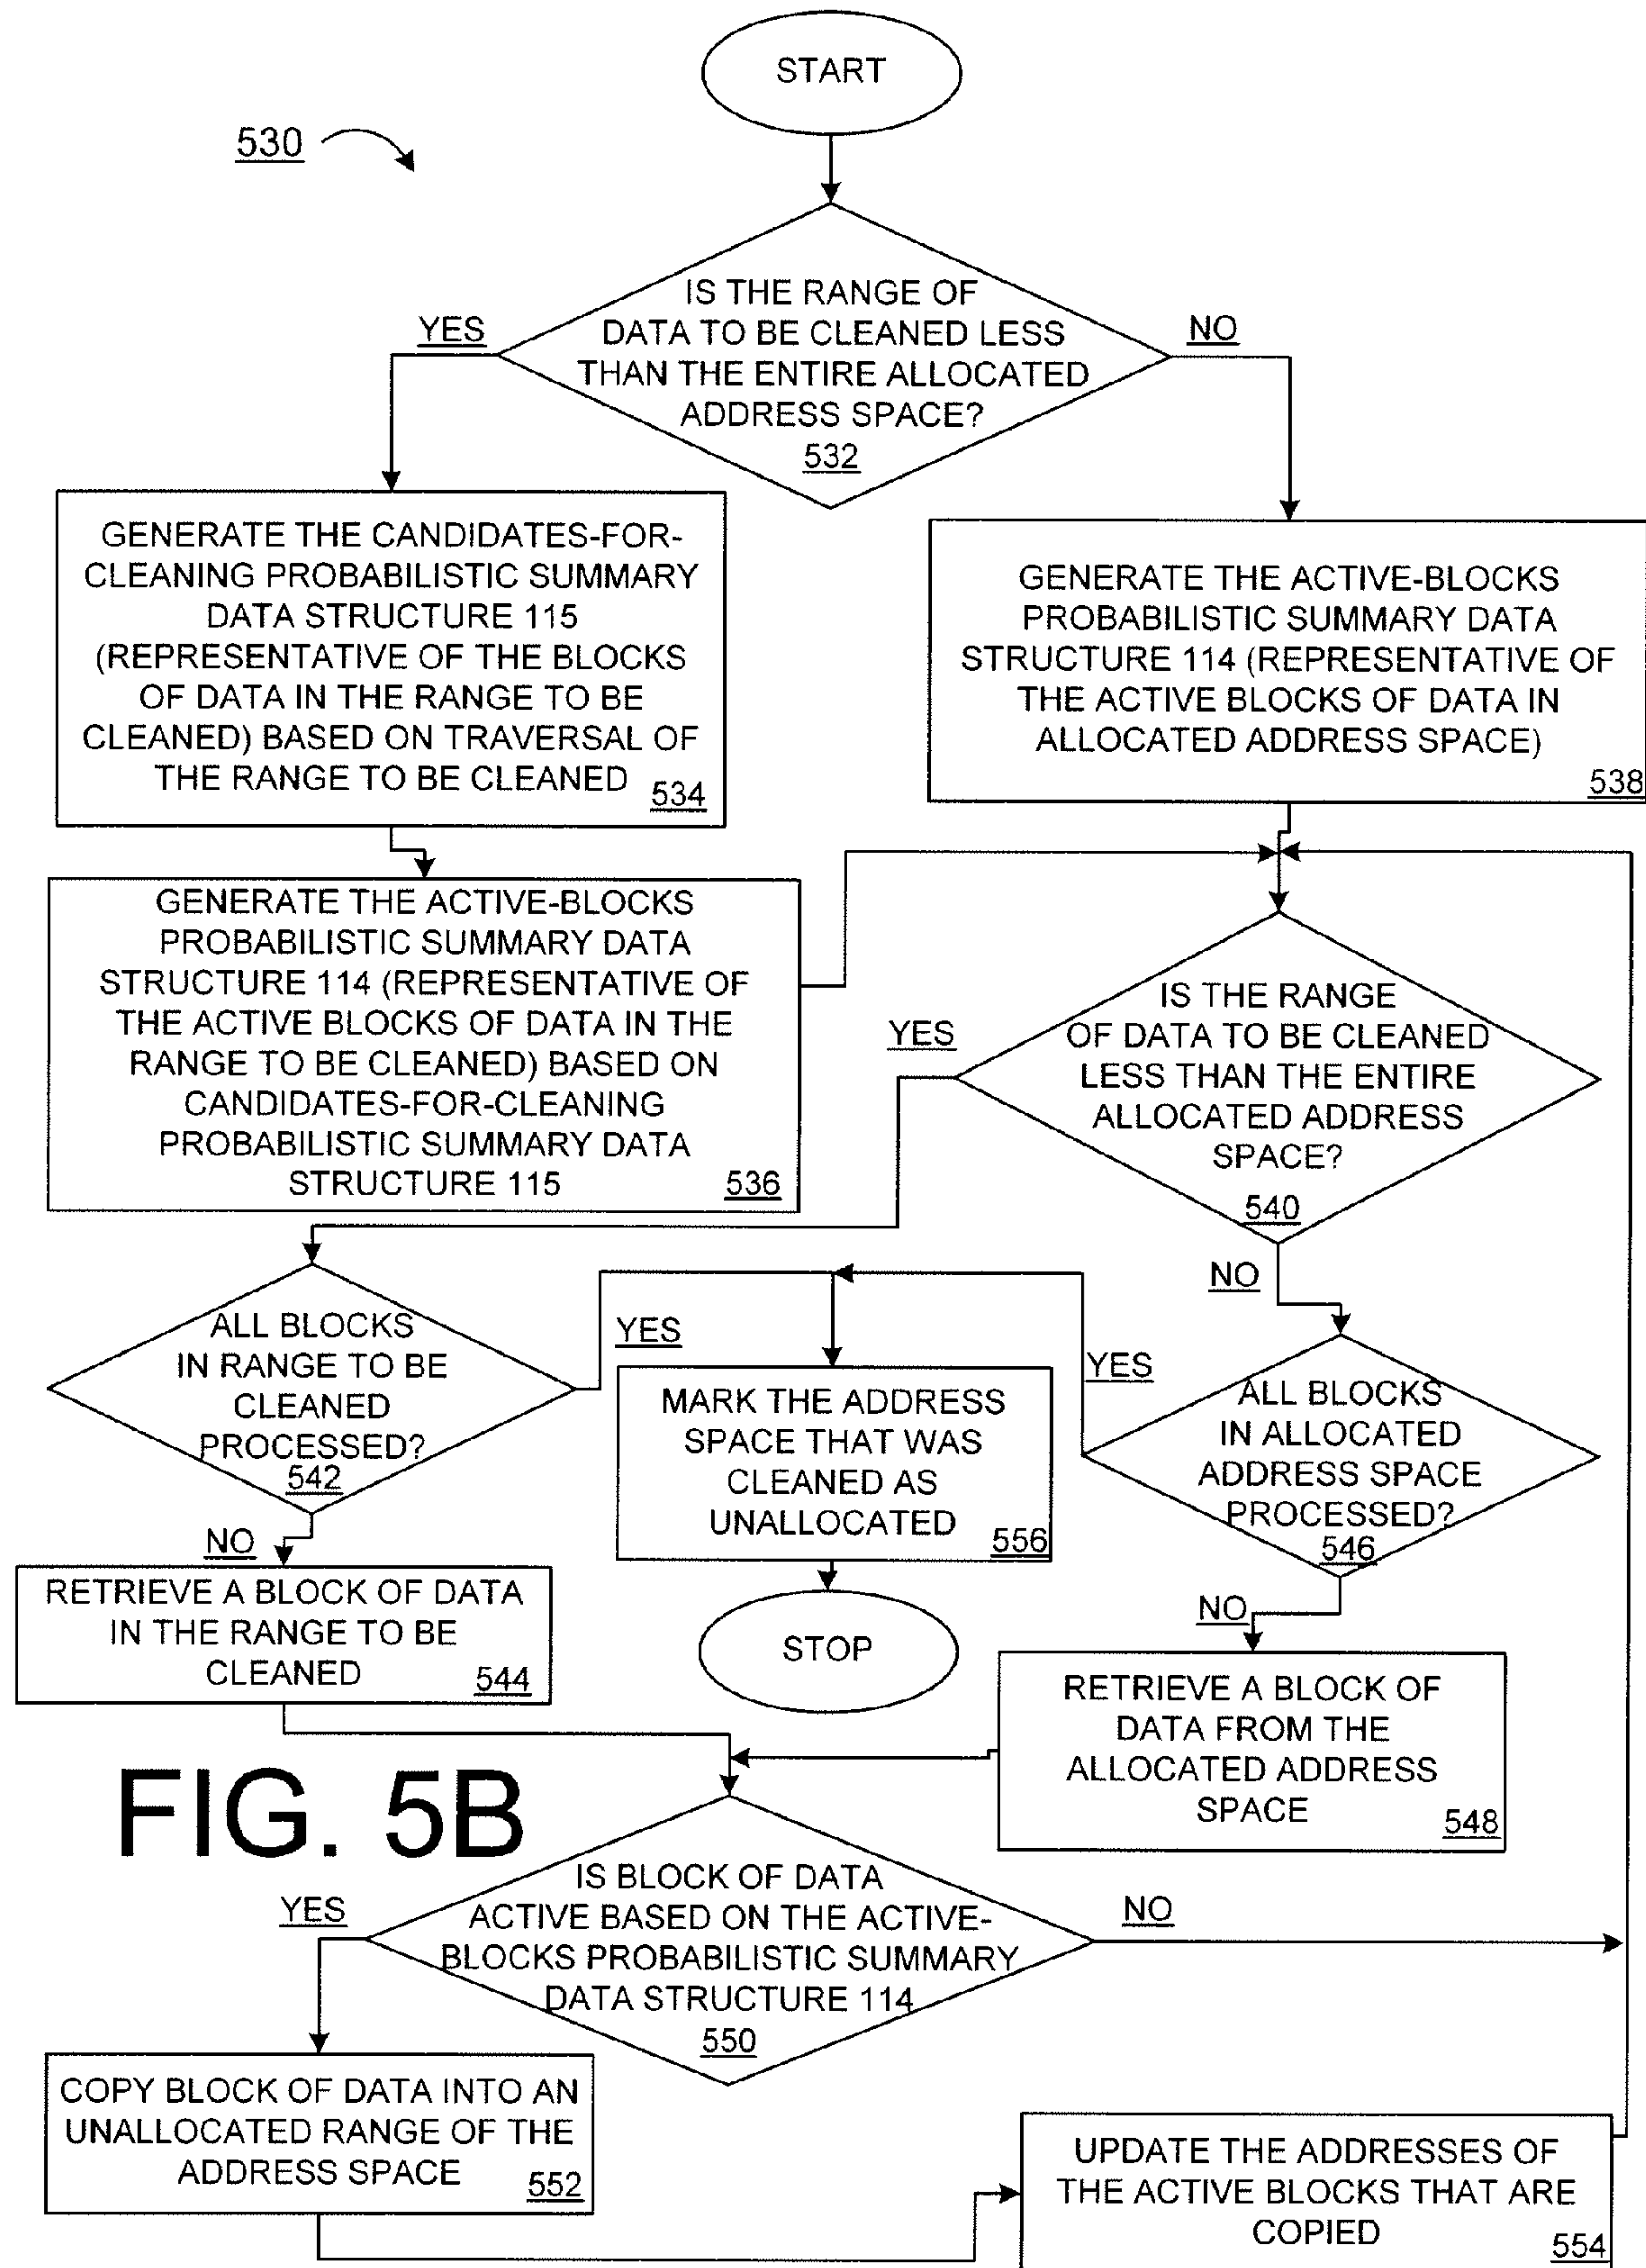 START
530
IS THE RANGE OF
DATA TO BE CLEANED LESS
THAN THE ENTIRE ALLOCATED
ADDRESS SPACE?
532
YES
NO
GENERATE THE CANDIDATES-FOR-
CLEANING PROBABILISTIC SUMMARY
DATA STRUCTURE 115
(REPRESENTATIVE OF THE BLOCKS
OF DATA IN THE RANGE TO BE
CLEANED) BASED ON TRAVERSAL OF
THE RANGE TO BE CLEANED
534
GENERATE THE ACTIVE-BLOCKS
PROBABILISTIC SUMMARY DATA
STRUCTURE 114 (REPRESENTATIVE OF
THE ACTIVE BLOCKS OF DATA IN
ALLOCATED ADDRESS SPACE)
538
GENERATE THE ACTIVE-BLOCKS
PROBABILISTIC SUMMARY DATA
STRUCTURE 114 (REPRESENTATIVE OF
THE ACTIVE BLOCKS OF DATA IN THE
RANGE TO BE CLEANED) BASED ON
CANDIDATES-FOR-CLEANING
PROBABILISTIC SUMMARY DATA
STRUCTURE 115
536
IS THE RANGE
OF DATA TO BE CLEANED
LESS THAN THE ENTIRE
ALLOCATED ADDRESS
SPACE?
540
YES
NO
ALL BLOCKS
IN RANGE TO BE
CLEANED
PROCESSED?
542
YES
NO
MARK THE ADDRESS
SPACE THAT WAS
CLEANED AS
UNALLOCATED
556
YES
ALL BLOCKS
IN ALLOCATED
ADDRESS SPACE
PROCESSED?
546
NO
RETRIEVE A BLOCK OF DATA
IN THE RANGE TO BE
CLEANED
544
STOP
RETRIEVE A BLOCK OF
DATA FROM THE
ALLOCATED ADDRESS
SPACE
548
FIG. 5B
IS BLOCK OF DATA
ACTIVE BASED ON THE ACTIVE-
BLOCKS PROBABILISTIC SUMMARY
DATA STRUCTURE 114
550
YES
NO
COPY BLOCK OF DATA INTO AN
UNALLOCATED RANGE OF THE
ADDRESS SPACE
552
UPDATE THE ADDRESSES OF
THE ACTIVE BLOCKS THAT ARE
COPIED
554